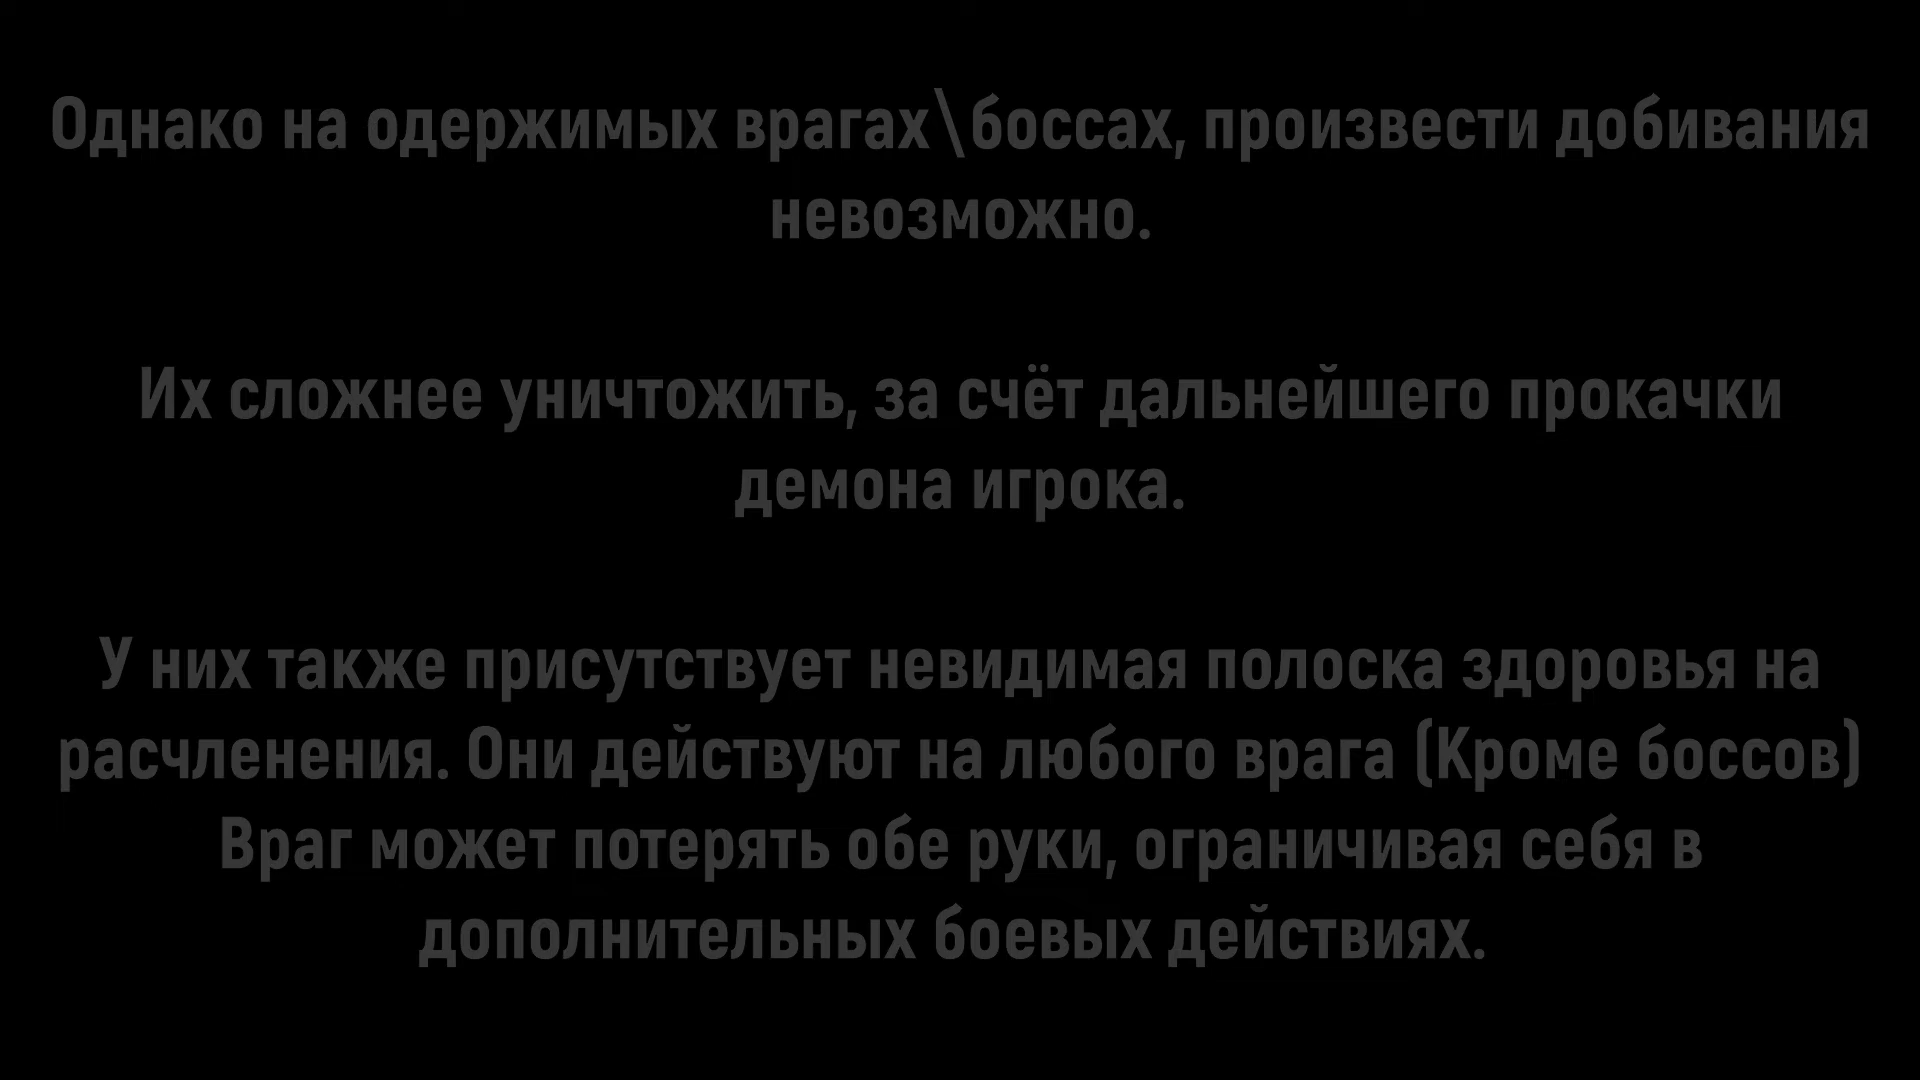 Однако на одержимых врагах\боссах, произвести добивания
невозможно.
Их сложнее уничтожить, за счёт дальнейшего прокачки
демона игрока.
У них также присутствует невидимая полоска здоровья на
расчленения. Они действуют на любого врага (Кроме боссов)
Враг может потерять обе руки, ограничивая себя в
дополнительных боевых действиях.